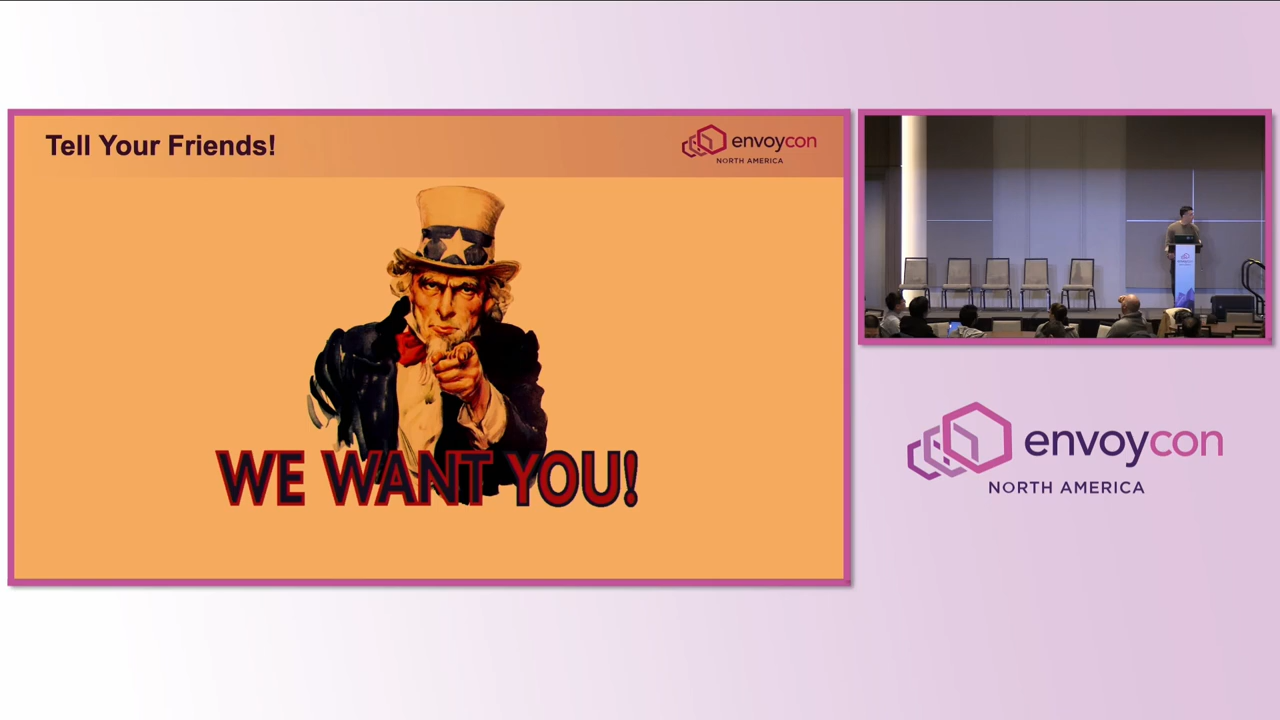 Tell Your Friends!
envoycon
NORTH AMERICA
WE WANT YOU!
envoycon
NORTH AMERICA